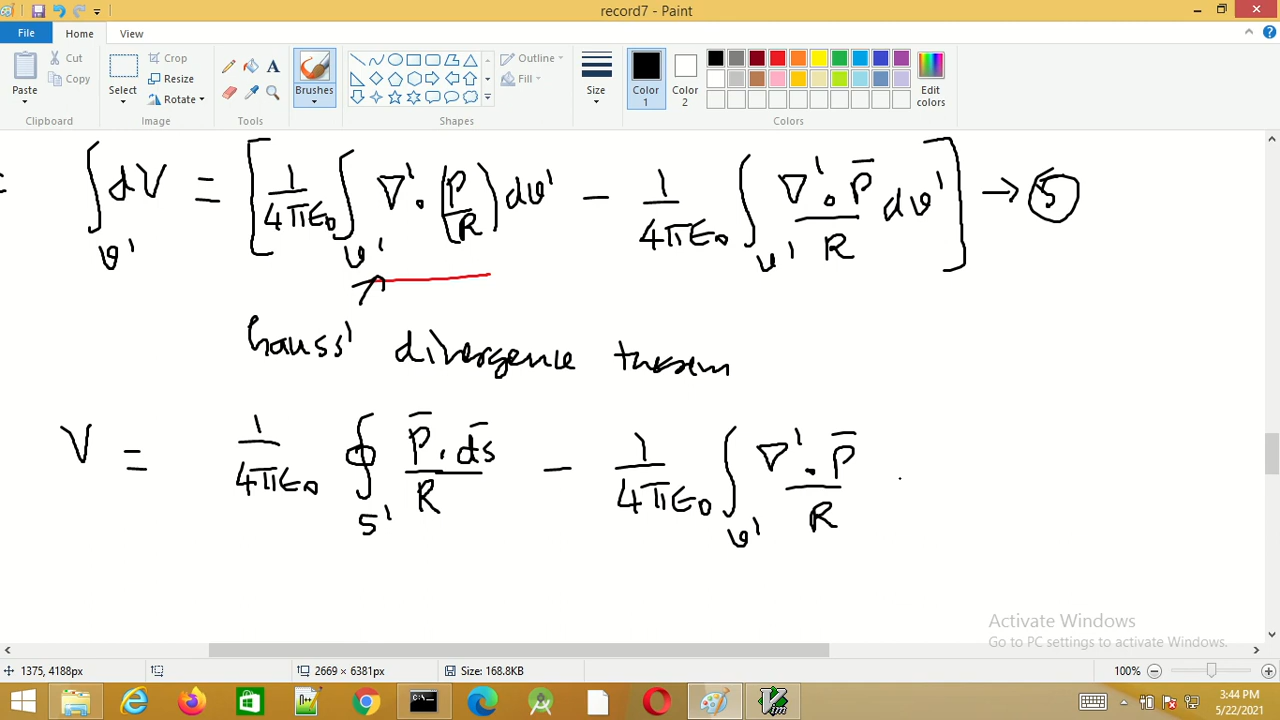 record7 - Paint
File Home View
Paste Cut Copy Clipboard
Select Crop Resize Rotate Image
Tools
Brushes
Shapes Outline Fill
Size
Color 1 Color 2 Edit colors Colors
= ∫v' dV = [ 1/4πε0 ∫v' ∇'. (P/R) dv' − 1/4πε0 ∫v' ∇'. P̄/R dv' ] → 5
Gauss' divergence theorem
V = 1/4πε0 ∮s' P̄ . ds̄/R − 1/4πε0 ∫v' ∇'. P̄/R
Activate Windows
Go to PC settings to activate Windows.
1375, 4188px 2669 × 6381px Size: 168.8KB 100%
3:44 PM
5/22/2021